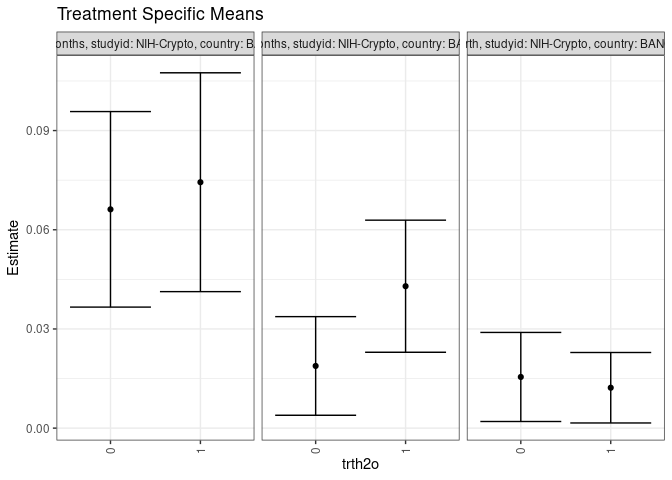 Treatment Specific Means
onths, studyid: NIH-Crypto, country: B
onths, studyid: NIH-Crypto, country: BA
rth, studyid: NIH-Crypto, country: BAN
0.09
0.06
0.03
0.00
Estimate
0 1 0 1 0 1
trth2o